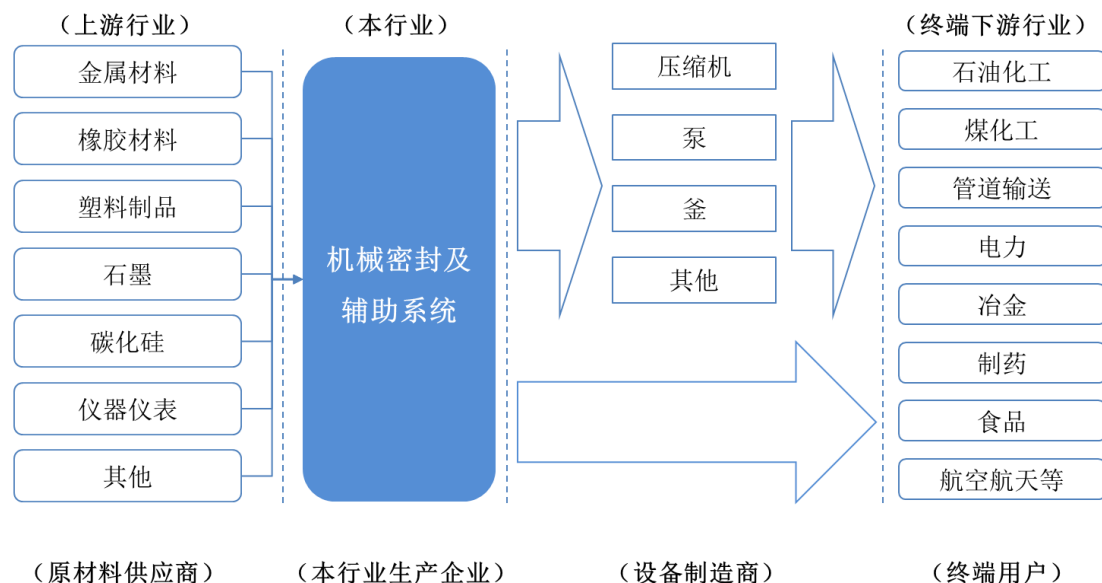 （上游行业）
金属材料
橡胶材料
塑料制品
石墨
碳化硅
仪器仪表
其他
（原材料供应商）
（本行业）
机械密封及
辅助系统
（本行业生产企业）
压缩机
泵
釜
其他
（设备制造商）
（终端下游行业）
石油化工
煤化工
管道输送
电力
冶金
制药
食品
航空航天等
（终端用户）